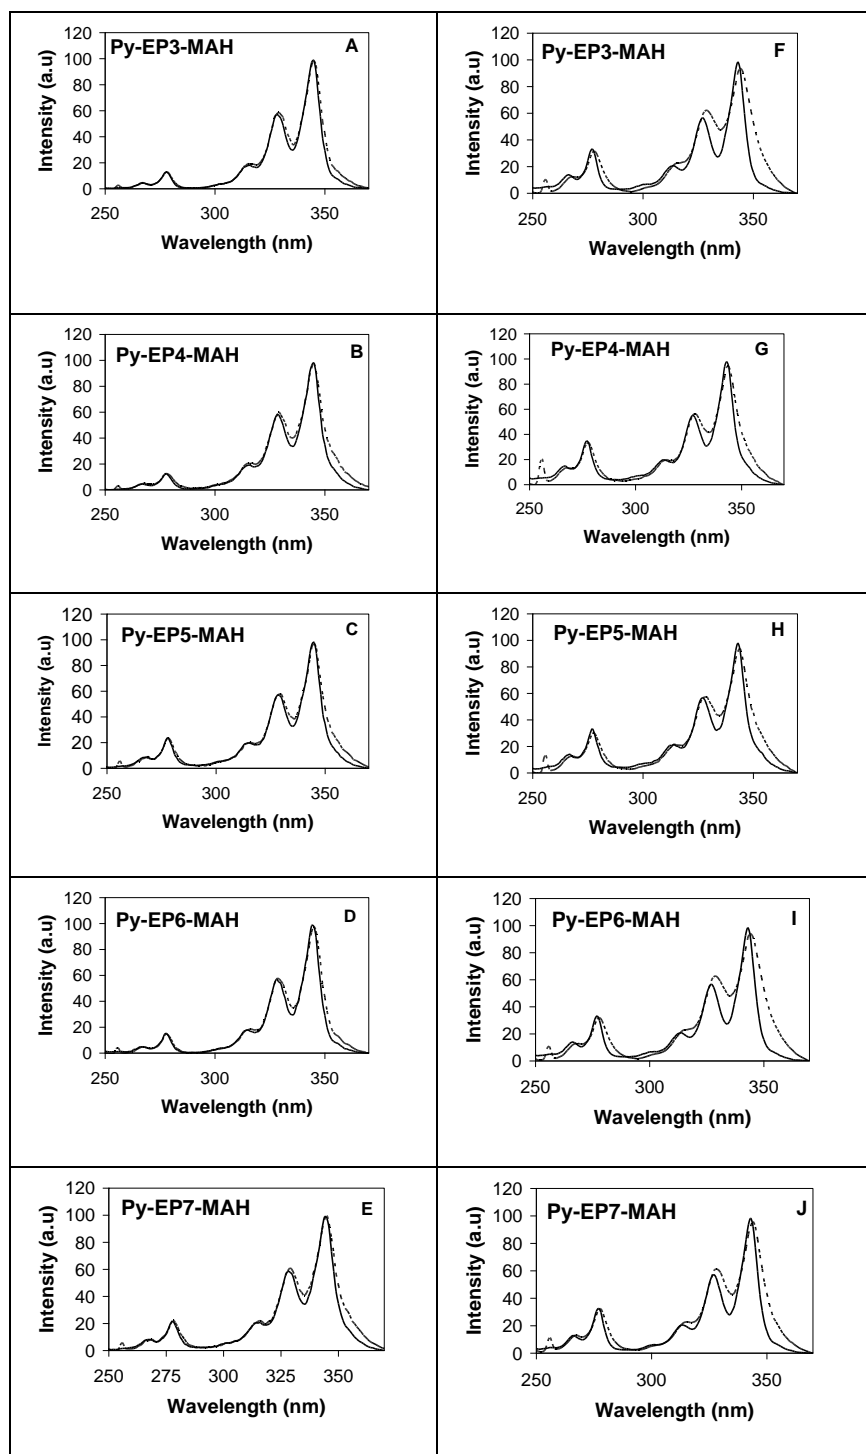 Py-EP3-MAH A
Intensity (a.u)
120
100
80
60
40
20
0
250 300 350
Wavelength (nm)
Py-EP3-MAH F
Intensity (a.u)
120
100
80
60
40
20
0
250 300 350
Wavelength (nm)
Py-EP4-MAH B
Intensity (a.u)
120
100
80
60
40
20
0
250 300 350
Wavelength (nm)
Py-EP4-MAH G
Intensity (a.u)
120
100
80
60
40
20
0
250 300 350
Wavelength (nm)
Py-EP5-MAH C
Intensity (a.u)
120
100
80
60
40
20
0
250 300 350
Wavelength (nm)
Py-EP5-MAH H
Intensity (a.u)
120
100
80
60
40
20
0
250 300 350
Wavelength (nm)
Py-EP6-MAH D
Intensity (a.u)
120
100
80
60
40
20
0
250 300 350
Wavelength (nm)
Py-EP6-MAH I
Intensity (a.u)
120
100
80
60
40
20
0
250 300 350
Wavelength (nm)
Py-EP7-MAH E
Intensity (a.u)
120
100
80
60
40
20
0
250 275 300 325 350
Wavelength (nm)
Py-EP7-MAH J
Intensity (a.u)
120
100
80
60
40
20
0
250 300 350
Wavelength (nm)